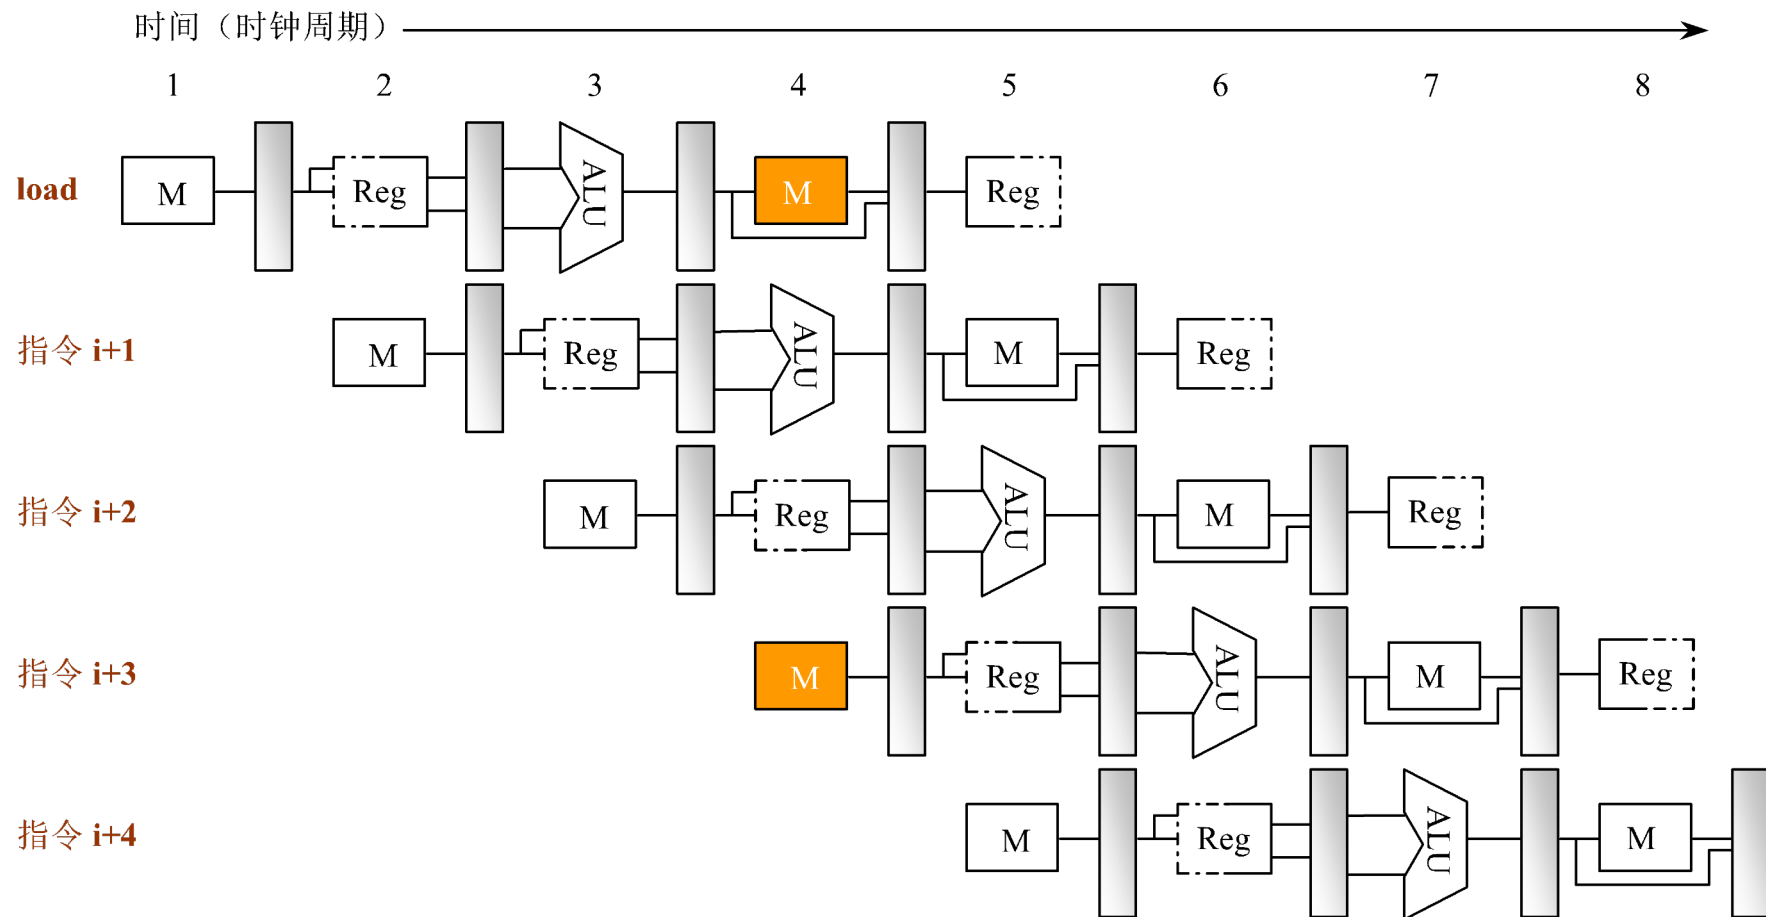 时间（时钟周期）
1 2 3 4 5 6 7 8
load M Reg ALU M Reg
指令 i+1 M Reg ALU M Reg
指令 i+2 M Reg ALU M Reg
指令 i+3 M Reg ALU M Reg
指令 i+4 M Reg ALU M